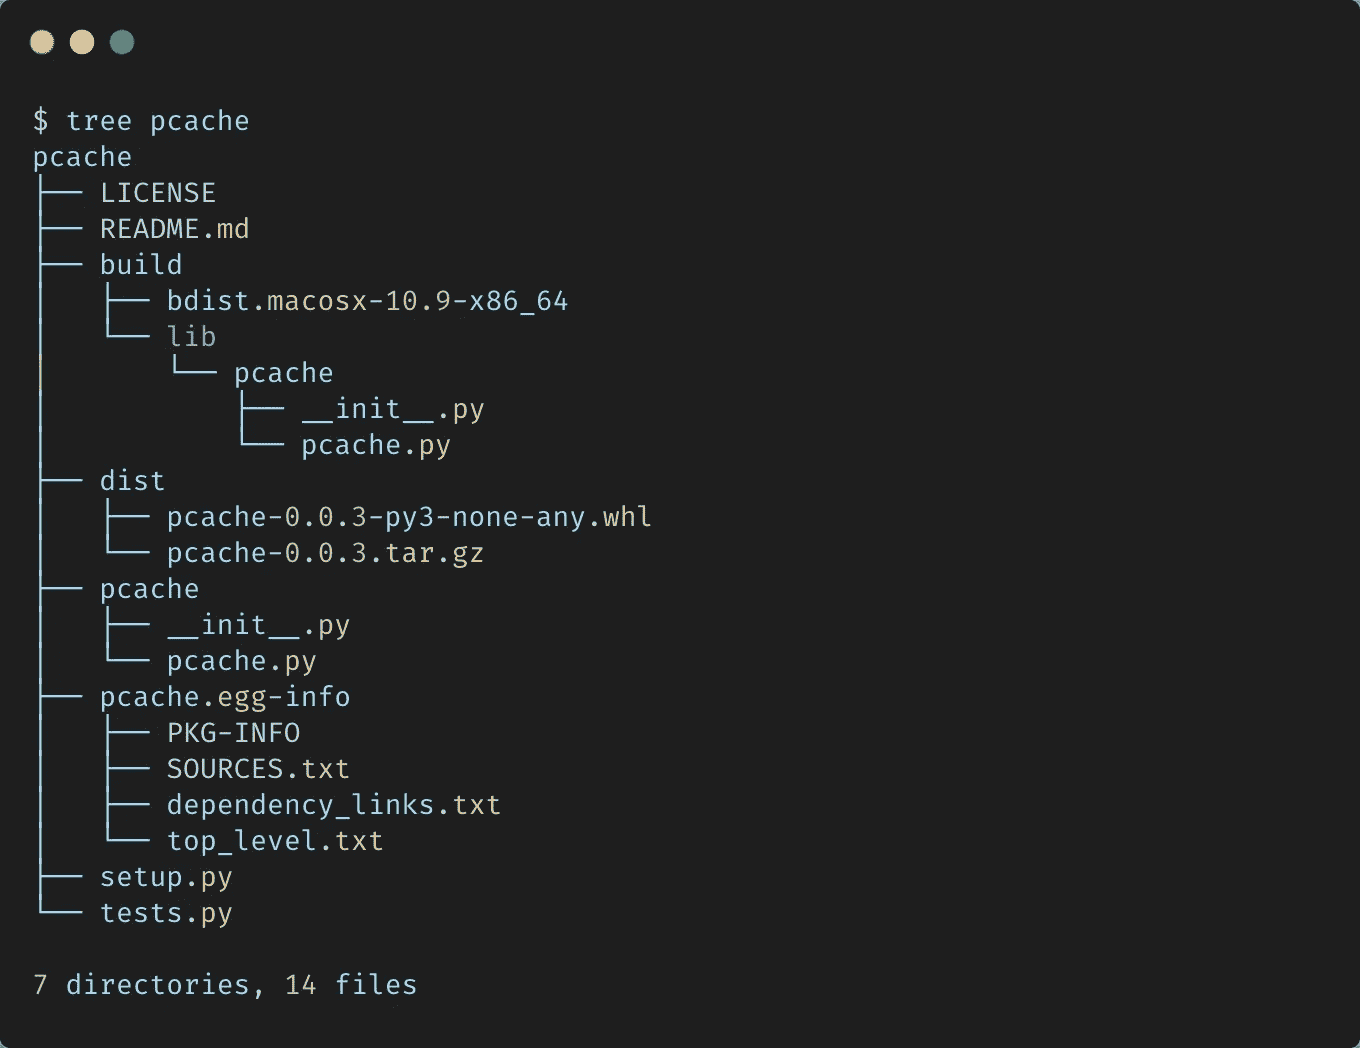 $ tree pcache
pcache
├── LICENSE
├── README.md
├── build
│   ├── bdist.macosx-10.9-x86_64
│   └── lib
│       └── pcache
│           ├── __init__.py
│           └── pcache.py
├── dist
│   ├── pcache-0.0.3-py3-none-any.whl
│   └── pcache-0.0.3.tar.gz
├── pcache
│   ├── __init__.py
│   └── pcache.py
├── pcache.egg-info
│   ├── PKG-INFO
│   ├── SOURCES.txt
│   ├── dependency_links.txt
│   └── top_level.txt
├── setup.py
└── tests.py
7 directories, 14 files